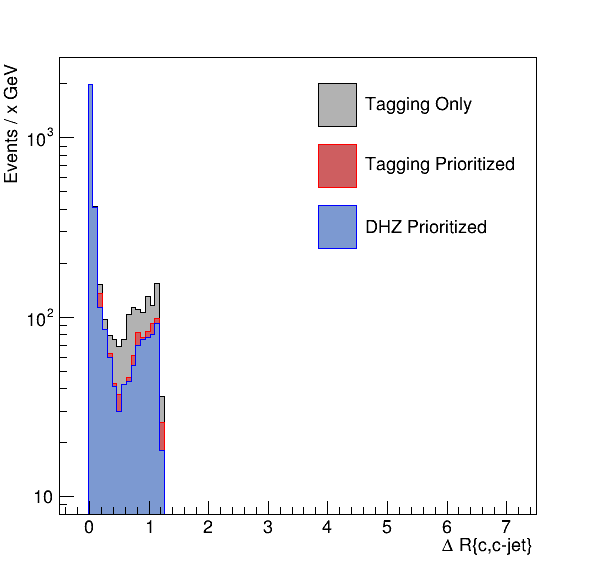 Events / x GeV
10³
10²
10
Tagging Only
Tagging Prioritized
DHZ Prioritized
0 1 2 3 4 5 6 7
Δ R{c,c-jet}